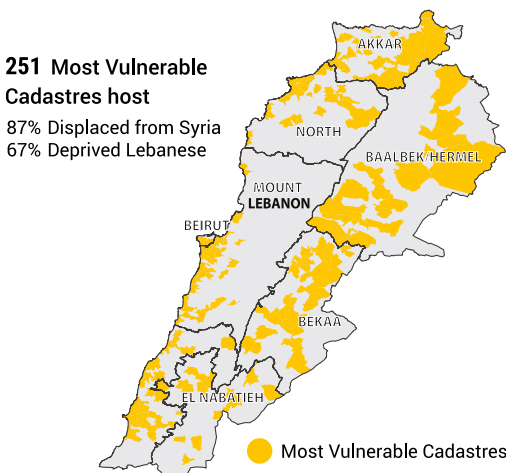 251 Most Vulnerable
Cadastres host
87% Displaced from Syria
67% Deprived Lebanese
AKKAR
NORTH
BAALBEK/HERMEL
MOUNT
LEBANON
BEIRUT
BEKAA
EL NABATIEH
Most Vulnerable Cadastres